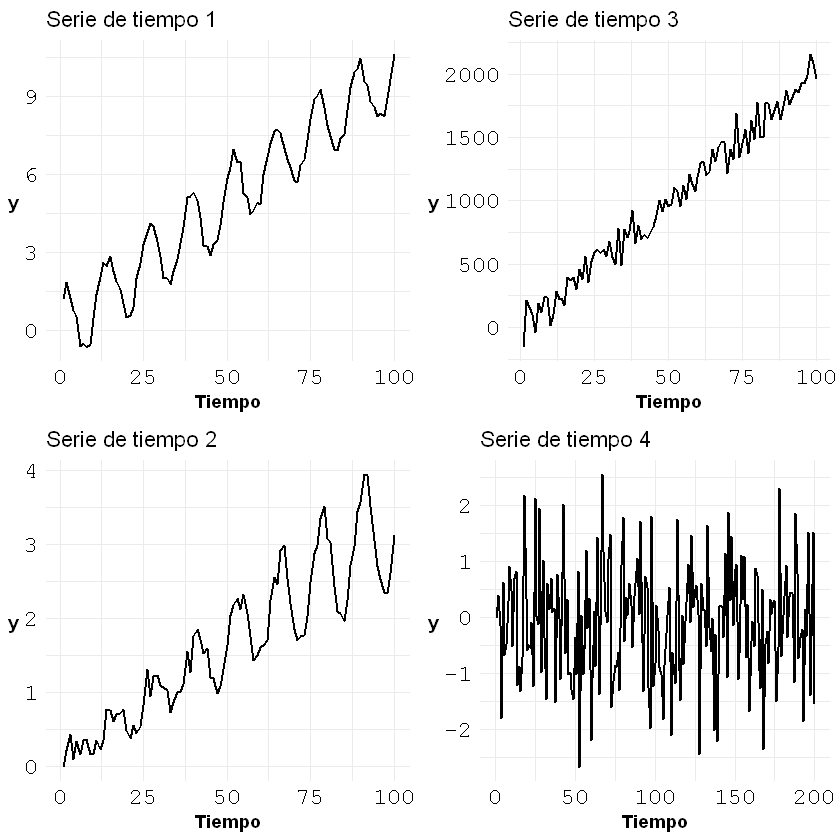 Serie de tiempo 1
9
6
3
0
y
0 25 50 75 100
Tiempo
Serie de tiempo 3
2000
1500
1000
500
0
y
0 25 50 75 100
Tiempo
Serie de tiempo 2
4
3
2
1
0
y
0 25 50 75 100
Tiempo
Serie de tiempo 4
2
1
0
-1
-2
y
0 50 100 150 200
Tiempo